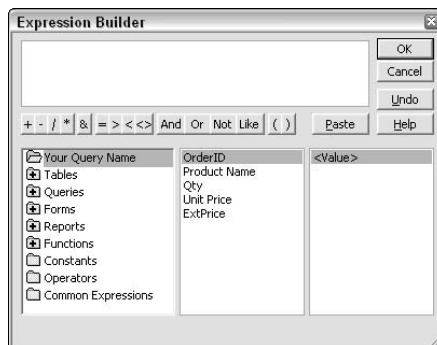 Expression Builder
OK
Cancel
Undo
+ - / * & = > < <> And Or Not Like ( ) Paste Help
Your Query Name
Tables
Queries
Forms
Reports
Functions
Constants
Operators
Common Expressions
OrderID
Product Name
Qty
Unit Price
ExtPrice
<Value>